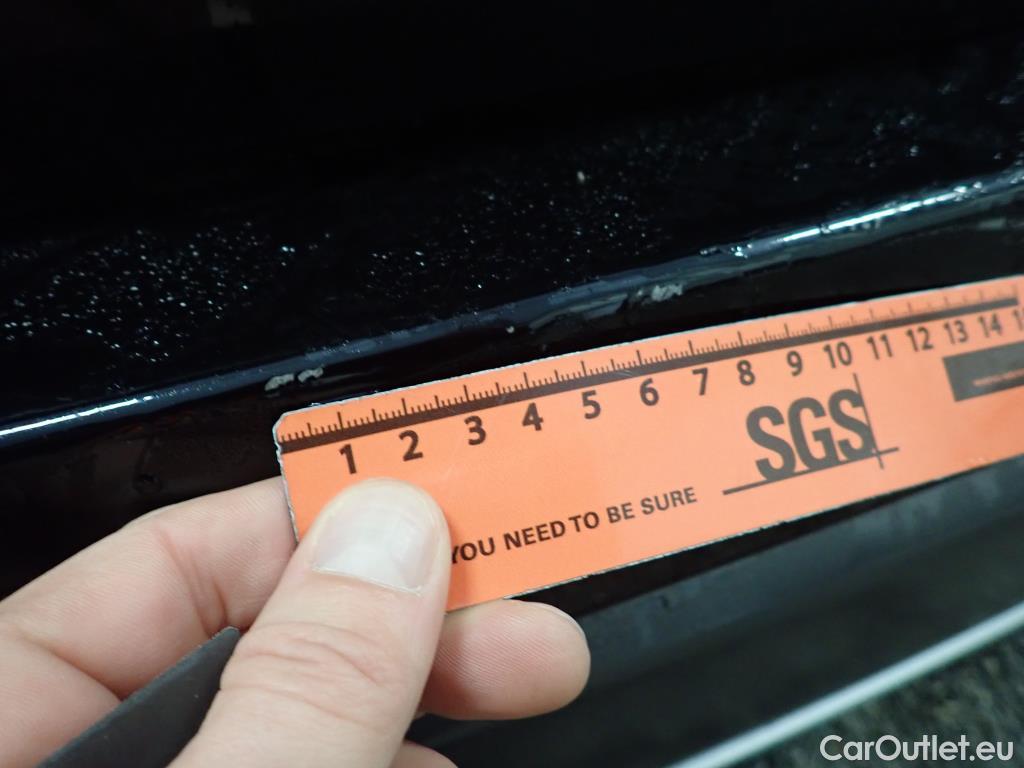 1 2 3 4 5 6 7 8 9 10 11 12 13 14
SGS
YOU NEED TO BE SURE
CarOutlet.eu